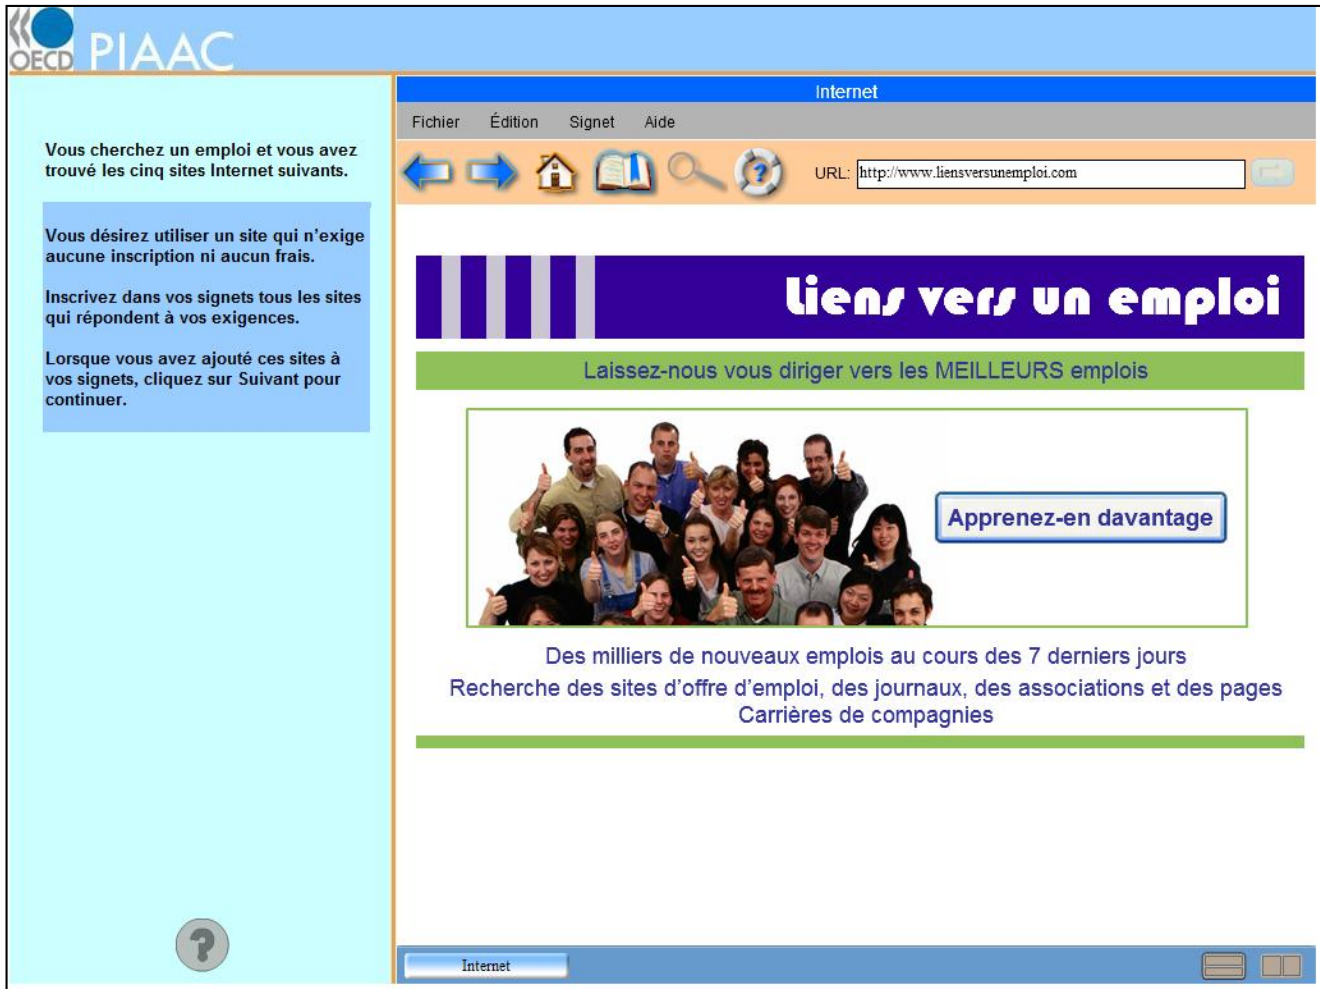 OECD PIAAC
Vous cherchez un emploi et vous avez
trouvé les cinq sites Internet suivants.
Vous désirez utiliser un site qui n'exige
aucune inscription ni aucun frais.
Inscrivez dans vos signets tous les sites
qui répondent à vos exigences.
Lorsque vous avez ajouté ces sites à
vos signets, cliquez sur Suivant pour
continuer.
?
Internet
Fichier Édition Signet Aide
? URL: http://www.liensversunemploi.com
Liens vers un emploi
Laissez-nous vous diriger vers les MEILLEURS emplois
Apprenez-en davantage
Des milliers de nouveaux emplois au cours des 7 derniers jours
Recherche des sites d'offre d'emploi, des journaux, des associations et des pages
Carrières de compagnies
Internet